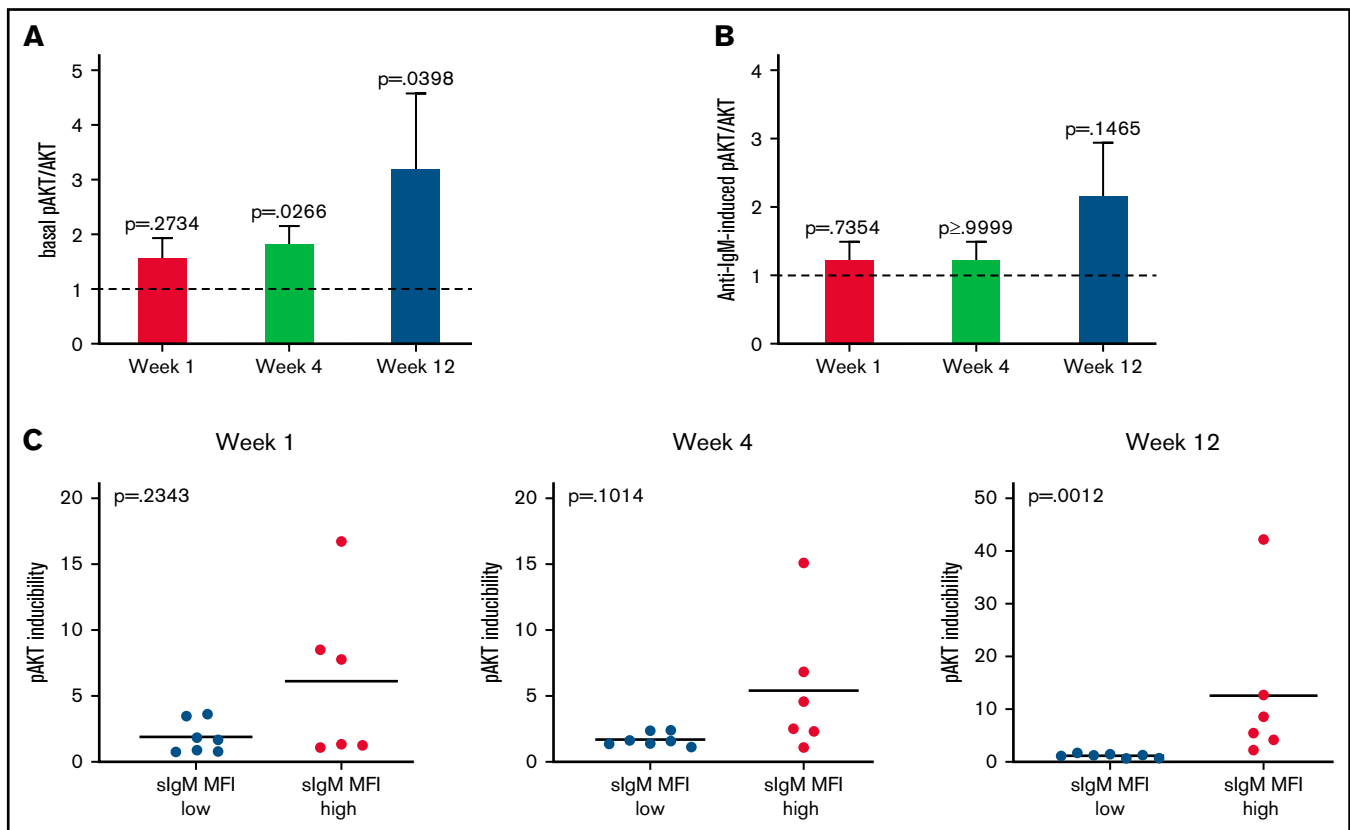 A
basal pAKT/AKT
5
4
3
2
1
0
p=.2734
p=.0266
p=.0398
Week 1
Week 4
Week 12
B
Anti-IgM-induced pAKT/AKT
4
3
2
1
0
p=.7354
p≥.9999
p=.1465
Week 1
Week 4
Week 12
C
Week 1
pAKT inducibility
20
15
10
5
0
p=.2343
sIgM MFI
low
sIgM MFI
high
Week 4
pAKT inducibility
20
15
10
5
0
p=.1014
sIgM MFI
low
sIgM MFI
high
Week 12
pAKT inducibility
50
40
30
20
10
0
p=.0012
sIgM MFI
low
sIgM MFI
high